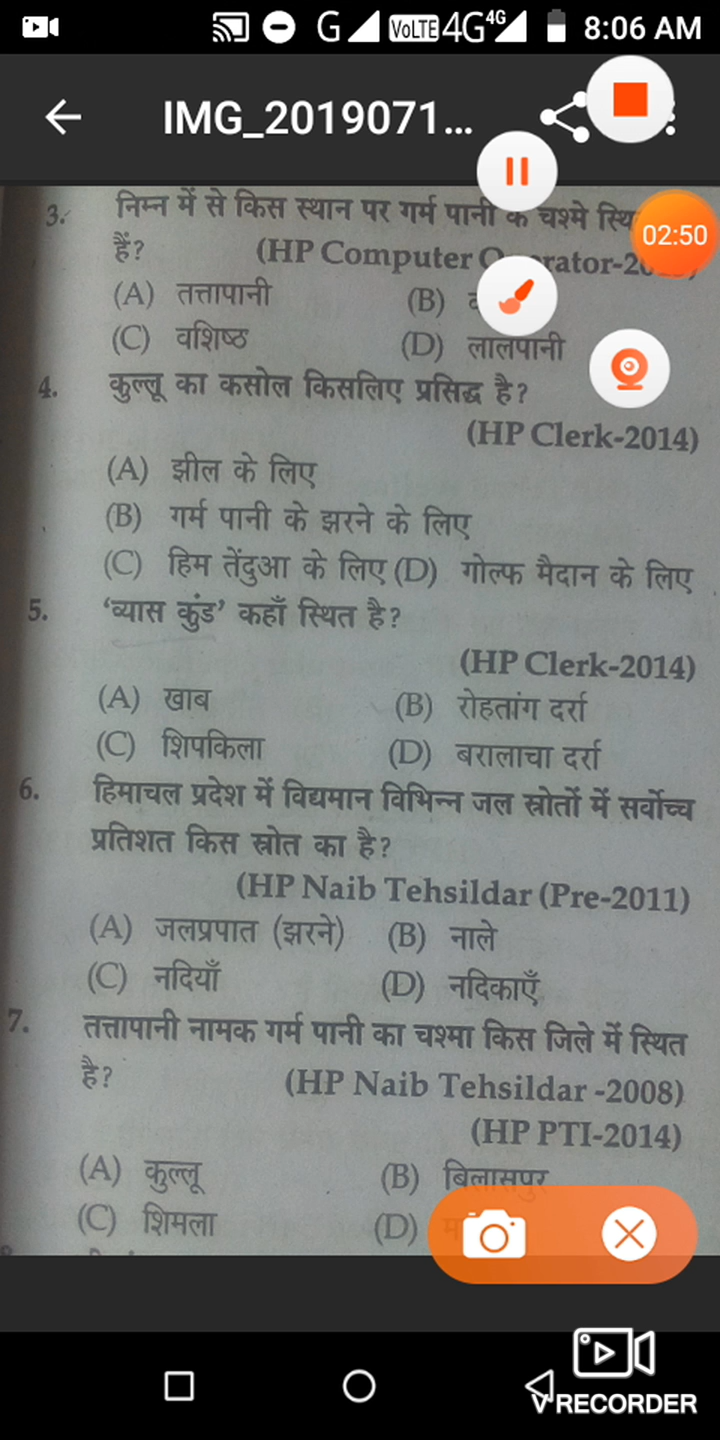 G VoLTE 4G 4G 8:06 AM
IMG_2019071...
02:50
3. निम्न में से किस स्थान पर गर्म पानी के चश्मे
हैं? (HP Computer
(A) तत्तापानी (B)
(C) वशिष्ठ (D) लालपानी
4. कुल्लू का कसोल किसलिए प्रसिद्ध है?
(HP Clerk-2014)
(A) झील के लिए
(B) गर्म पानी के झरने के लिए
(C) हिम तेंदुआ के लिए (D) गोल्फ मैदान के लिए
5. ‘व्यास कुंड’ कहाँ स्थित है?
(HP Clerk-2014)
(A) खाब (B) रोहतांग दर्रा
(C) शिपकिला (D) बरालाचा दर्रा
6. हिमाचल प्रदेश में विद्यमान विभिन्न जल स्रोतों में सर्वोच्च
प्रतिशत किस स्रोत का है?
(HP Naib Tehsildar (Pre-2011)
(A) जलप्रपात (झरने) (B) नाले
(C) नदियाँ (D) नदिकाएँ
7. तत्तापानी नामक गर्म पानी का चश्मा किस जिले में स्थित
है? (HP Naib Tehsildar -2008)
(HP PTI-2014)
(A) कुल्लू (B) बिलासपुर
(C) शिमला (D)
V RECORDER